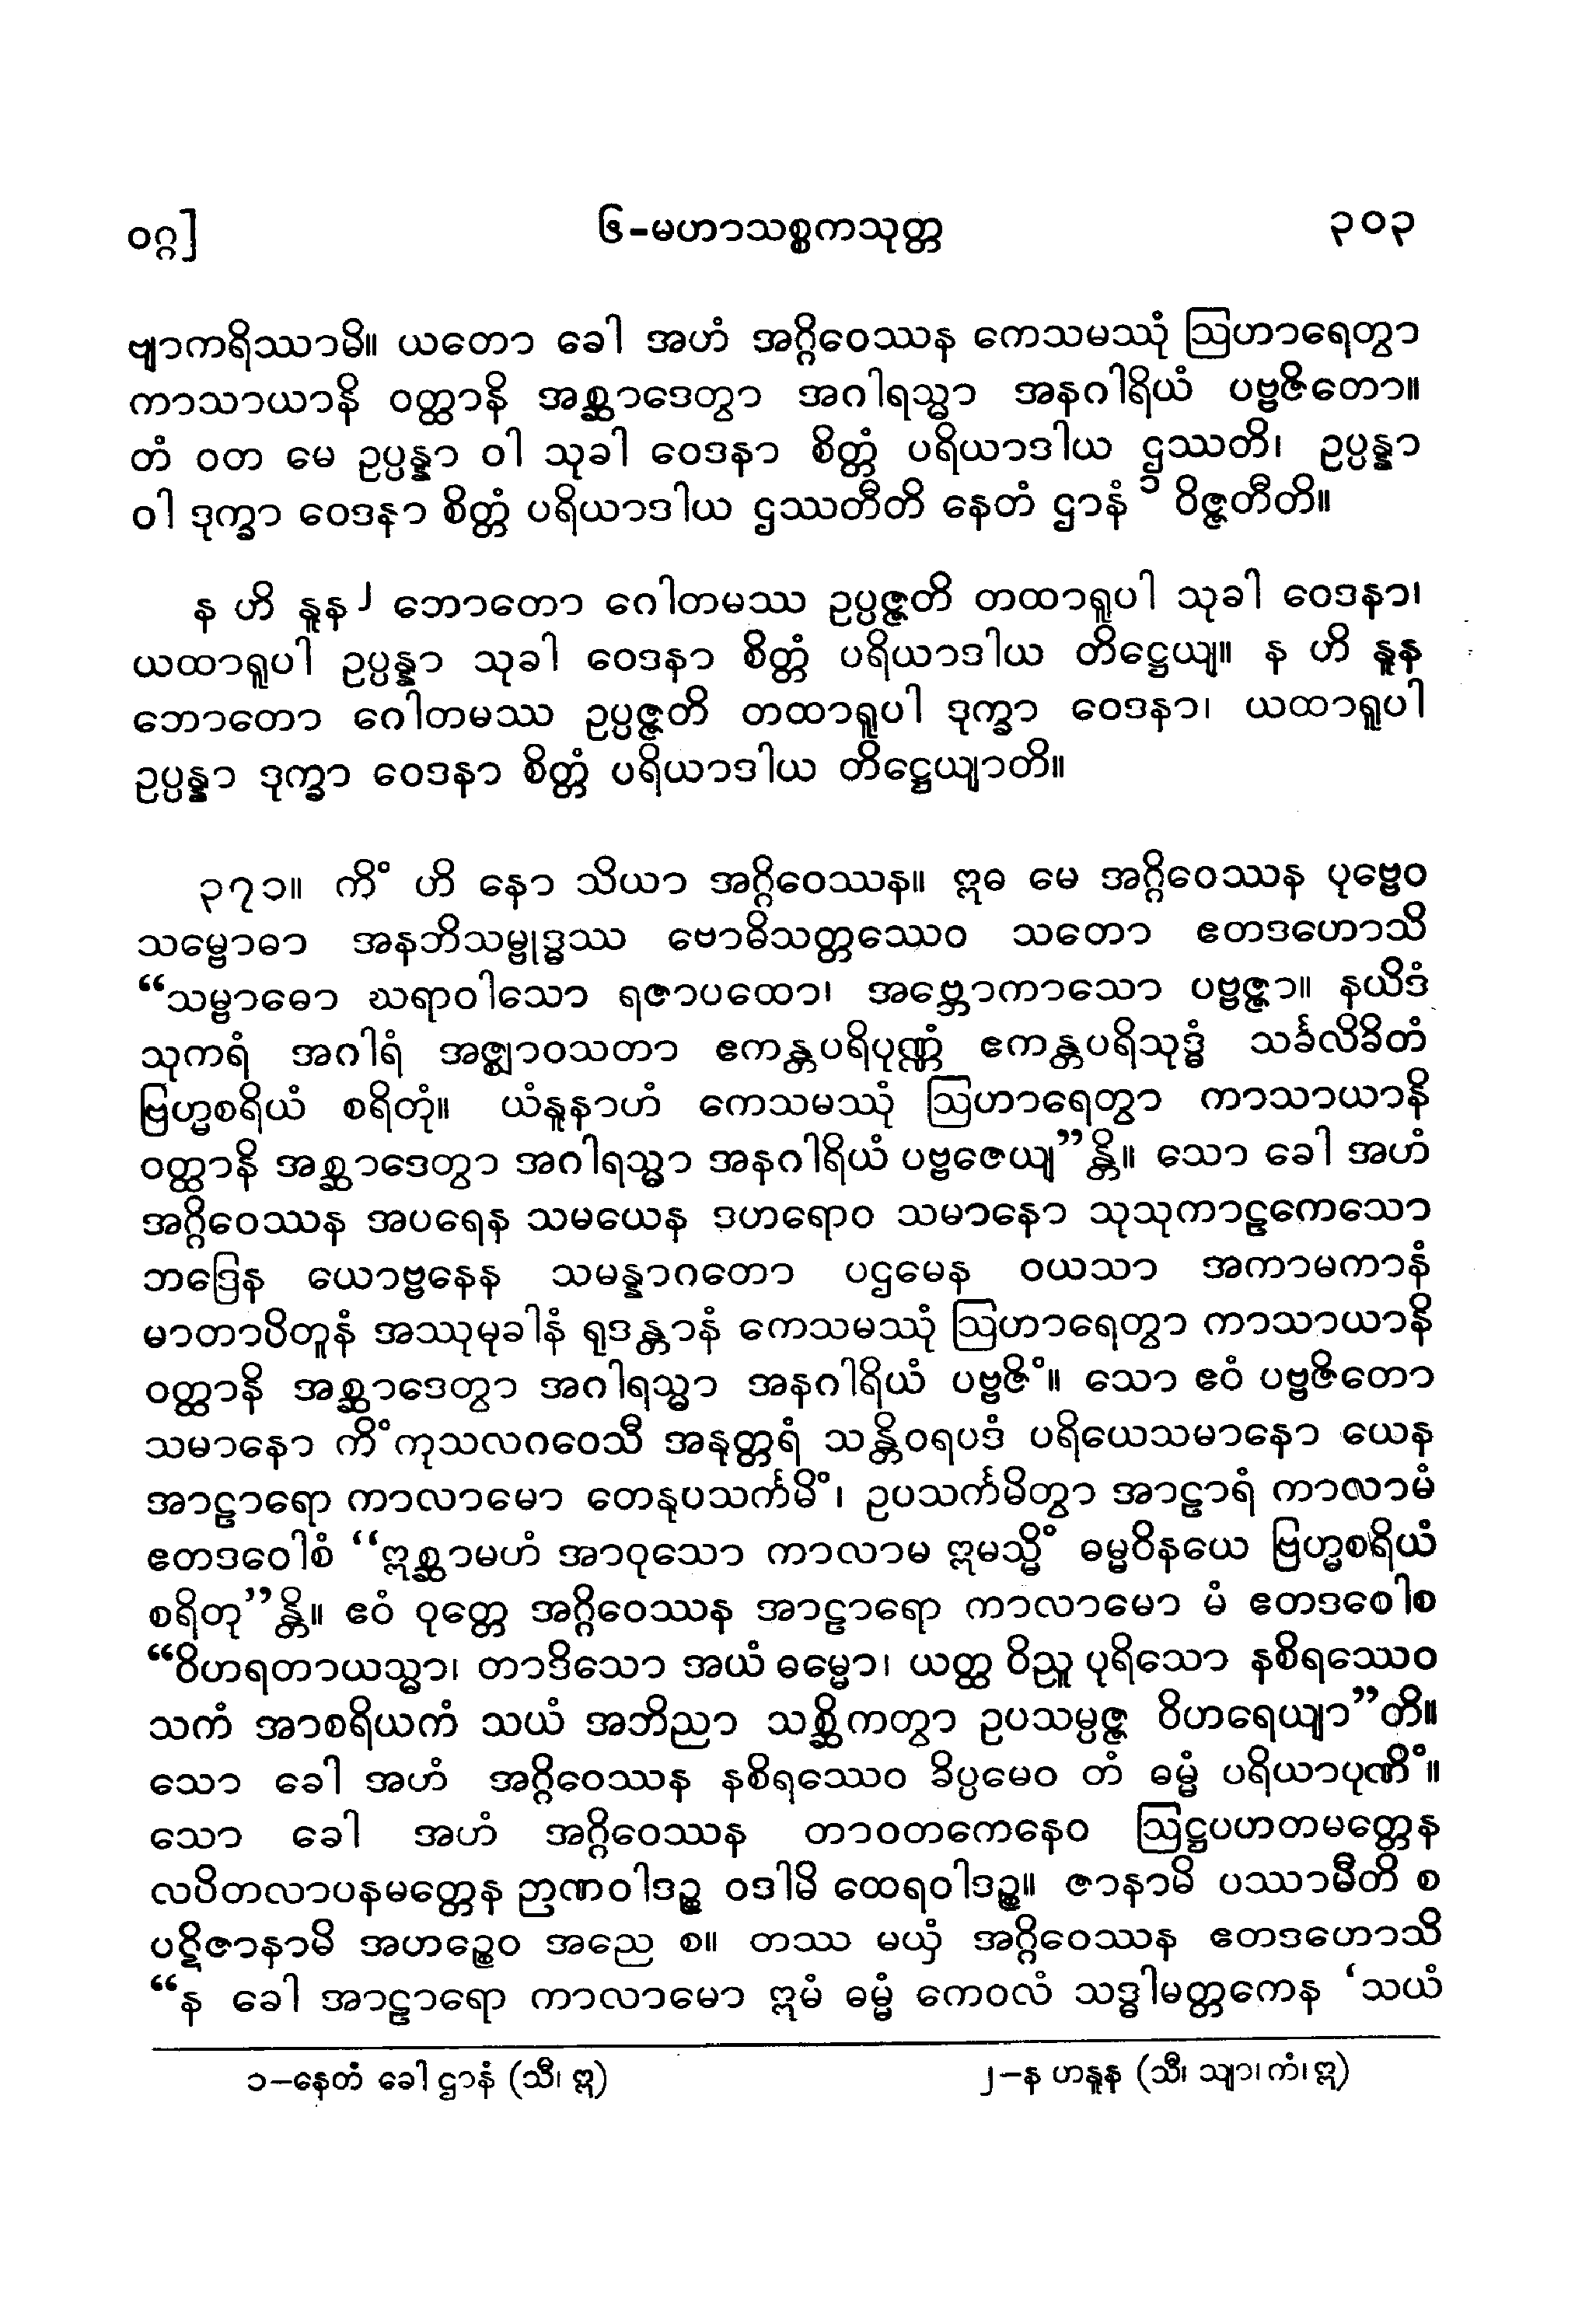 ဝဂ္ဂ] ၆-မဟာသစ္စကသုတ္တ ၃၀၃
ဗျာကရိဿာမိ။ ယတော ခေါ အဟံ အဂ္ဂိဝေဿန ကေသမဿုံ ဩဟာရေတွာ
ကာသာယာနိ ဝတ္ထာနိ အစ္ဆာဒေတွာ အဂါရသ္မာ အနဂါရိယံ ပဗ္ဗဇိတော။
တံ ဝတ မေ ဥပ္ပန္နာ ဝါ သုခါ ဝေဒနာ စိတ္တံ ပရိယာဒါယ ဌဿတိ၊ ဥပ္ပန္နာ
ဝါ ဒုက္ခာ ဝေဒနာ စိတ္တံ ပရိယာဒါယ ဌဿတီတိ နေတံ ဌာနံ ၁ ဝိဇ္ဇတီတိ။
န ဟိ နူန ၂ ဘောတော ဂေါတမဿ ဥပ္ပဇ္ဇတိ တထာရူပါ သုခါ ဝေဒနာ၊
ယထာရူပါ ဥပ္ပန္နာ သုခါ ဝေဒနာ စိတ္တံ ပရိယာဒါယ တိဋ္ဌေယျ။ န ဟိ နူန
ဘောတော ဂေါတမဿ ဥပ္ပဇ္ဇတိ တထာရူပါ ဒုက္ခာ ဝေဒနာ၊ ယထာရူပါ
ဥပ္ပန္နာ ဒုက္ခာ ဝေဒနာ စိတ္တံ ပရိယာဒါယ တိဋ္ဌေယျာတိ။
၃၇၁။ ကိံ ဟိ နော သိယာ အဂ္ဂိဝေဿန။ ဣဓ မေ အဂ္ဂိဝေဿန ပုဗ္ဗေဝ
သမ္ဗောဓာ အနဘိသမ္ဗုဒ္ဓဿ ဗောဓိသတ္တဿေဝ သတော ဧတဒဟောသိ
“သမ္ဗာဓော ဃရာဝါသော ရဇာပထော၊ အဗ္ဘောကာသော ပဗ္ဗဇ္ဇာ။ နယိဒံ
သုကရံ အဂါရံ အဇ္ဈာဝသတာ ဧကန္တပရိပုဏ္ဏံ ဧကန္တပရိသုဒ္ဓံ သင်္ခလိခိတံ
ဗြဟ္မစရိယံ စရိတုံ။ ယံနူနာဟံ ကေသမဿုံ ဩဟာရေတွာ ကာသာယာနိ
ဝတ္ထာနိ အစ္ဆာဒေတွာ အဂါရသ္မာ အနဂါရိယံ ပဗ္ဗဇေယျ”န္တိ။ သော ခေါ အဟံ
အဂ္ဂိဝေဿန အပရေန သမယေန ဒဟရောဝ သမာနော သုသုကာဠကေသော
ဘဒြေန ယောဗ္ဗနေန သမန္နာဂတော ပဌမေန ဝယသာ အကာမကာနံ
မာတာပိတူနံ အဿုမုခါနံ ရုဒန္တာနံ ကေသမဿုံ ဩဟာရေတွာ ကာသာယာနိ
ဝတ္ထာနိ အစ္ဆာဒေတွာ အဂါရသ္မာ အနဂါရိယံ ပဗ္ဗဇိံ။ သော ဧဝံ ပဗ္ဗဇိတော
သမာနော ကိံကုသလဂဝေသီ အနုတ္တရံ သန္တိဝရပဒံ ပရိယေသမာနော ယေန
အာဠာရော ကာလာမော တေနုပသင်္ကမိံ၊ ဥပသင်္ကမိတွာ အာဠာရံ ကာလာမံ
ဧတဒဝေါစံ “ဣစ္ဆာမဟံ အာဝုသော ကာလာမ ဣမသ္မိံ ဓမ္မဝိနယေ ဗြဟ္မစရိယံ
စရိတု”န္တိ။ ဧဝံ ဝုတ္တေ အဂ္ဂိဝေဿန အာဠာရော ကာလာမော မံ ဧတဒဝေါစ
“ဝိဟရတာယသ္မာ၊ တာဒိသော အယံ ဓမ္မော၊ ယတ္ထ ဝိညူ ပုရိသော နစိရဿေဝ
သကံ အာစရိယကံ သယံ အဘိညာ သစ္ဆိကတွာ ဥပသမ္ပဇ္ဇ ဝိဟရေယျာ”တိ။
သော ခေါ အဟံ အဂ္ဂိဝေဿန နစိရဿေဝ ခိပ္ပမေဝ တံ ဓမ္မံ ပရိယာပုဏိံ။
သော ခေါ အဟံ အဂ္ဂိဝေဿန တာဝတကေနေဝ ဩဋ္ဌပဟတမတ္တေန
လပိတလာပနမတ္တေန ဉာဏဝါဒဉ္စ ဝဒါမိ ထေရဝါဒဉ္စ။ ဇာနာမိ ပဿာမီတိ စ
ပဋိဇာနာမိ အဟဉ္စေဝ အညေ စ။ တဿ မယှံ အဂ္ဂိဝေဿန ဧတဒဟောသိ
“န ခေါ အာဠာရော ကာလာမော ဣမံ ဓမ္မံ ကေဝလံ သဒ္ဓါမတ္တကေန ‘သယံ
၁-နေတံ ခေါ ဌာနံ (သီ၊ ဣ) ၂-န ဟနူန (သီ၊ သျာ၊ ကံ၊ ဣ)